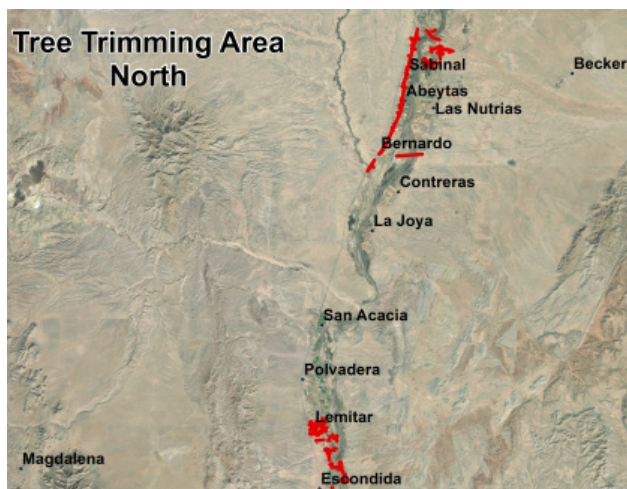 Tree Trimming Area
North
Sabinal
Becker
Abeytas
Las Nutrias
Bernardo
Contreras
La Joya
San Acacia
Polvadera
Lemitar
Magdalena
Escondida